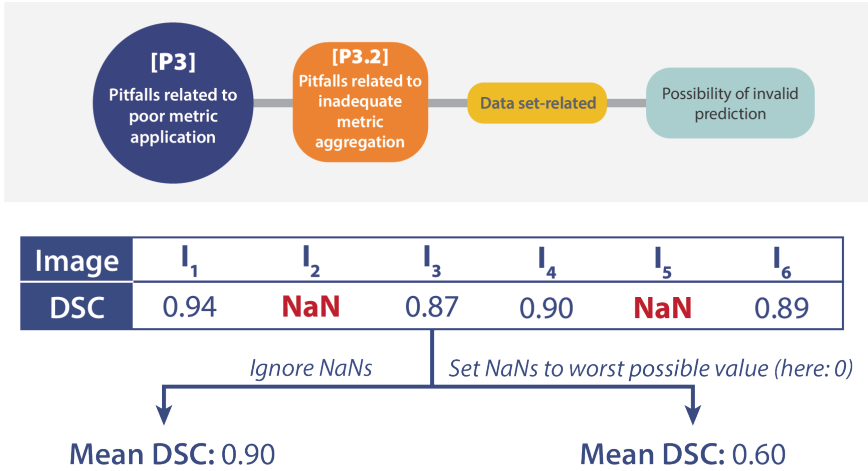 [P3]
Pitfalls related to
poor metric
application
[P3.2]
Pitfalls related to
inadequate
metric
aggregation
Data set-related
Possibility of invalid
prediction
Image I₁ I₂ I₃ I₄ I₅ I₆
DSC 0.94 NaN 0.87 0.90 NaN 0.89
Ignore NaNs
Set NaNs to worst possible value (here: 0)
Mean DSC: 0.90
Mean DSC: 0.60